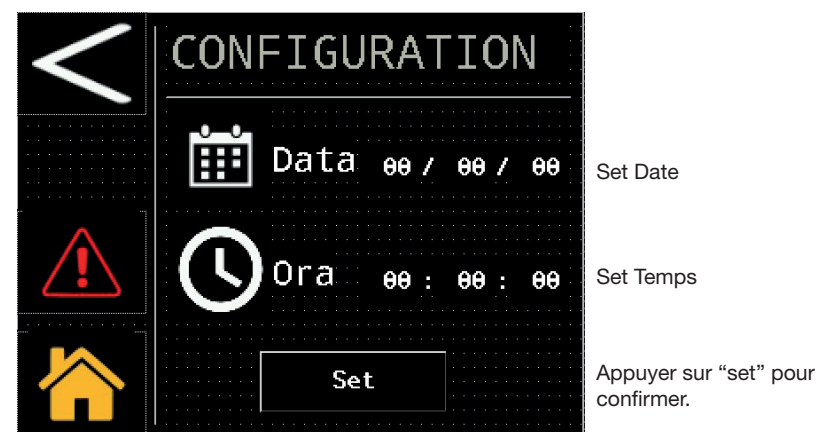 CONFIGURATION
Data 00 / 00 / 00
Set Date
Ora 00 : 00 : 00
Set Temps
Set
Appuyer sur “set” pour
confirmer.